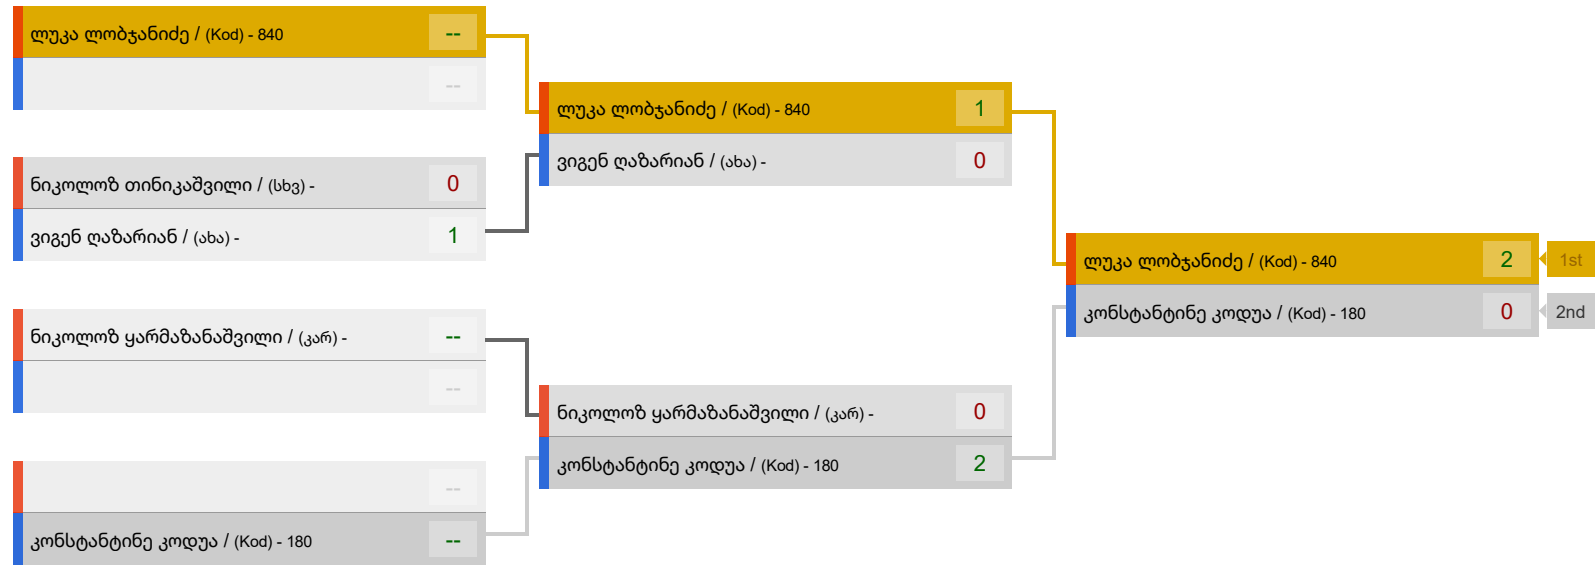 ლუკა ლობჯანიძე / (Kod) - 840 --
--
ნიკოლოზ თინიკაშვილი / (სხვ) - 0
ვიგენ ღაზარიან / (ახა) - 1
ნიკოლოზ ყარმაზანაშვილი / (კარ) - --
--
--
კონსტანტინე კოდუა / (Kod) - 180 --
ლუკა ლობჯანიძე / (Kod) - 840 1
ვიგენ ღაზარიან / (ახა) - 0
ნიკოლოზ ყარმაზანაშვილი / (კარ) - 0
კონსტანტინე კოდუა / (Kod) - 180 2
ლუკა ლობჯანიძე / (Kod) - 840 2 1st
კონსტანტინე კოდუა / (Kod) - 180 0 2nd